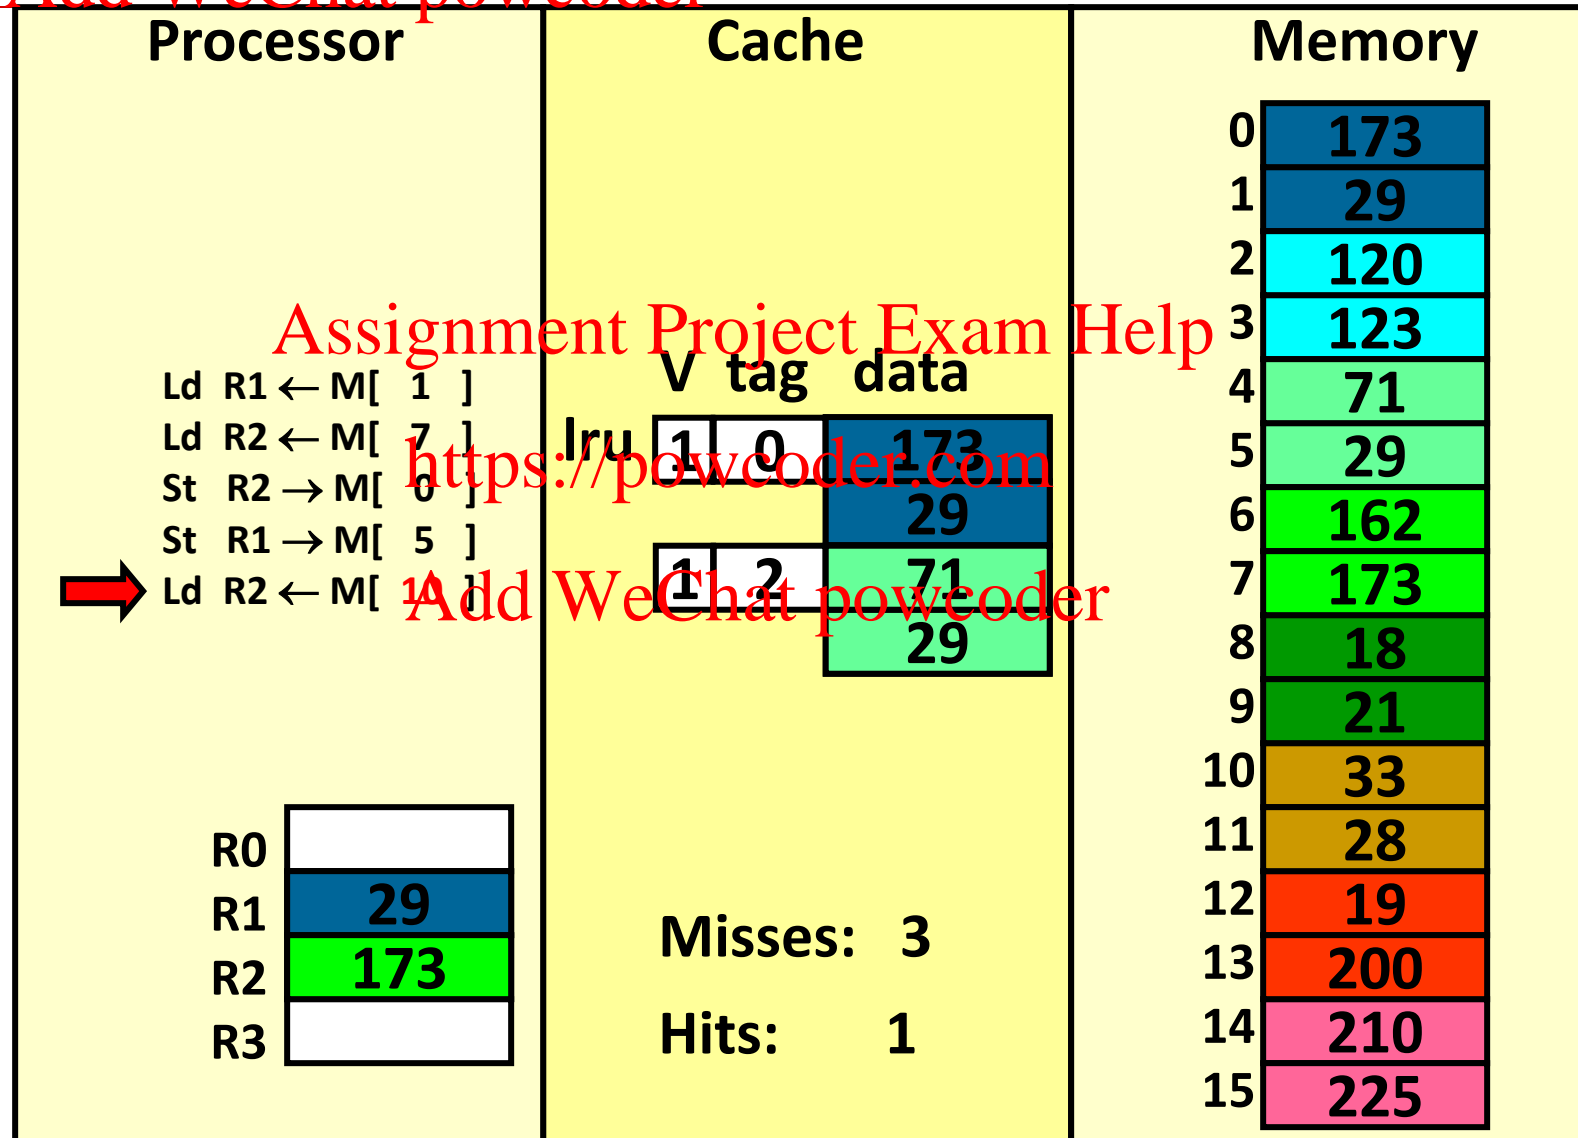 Add WeChat powcoder
Processor
Cache
Memory
Assignment Project Exam Help
https://powcoder.com
Add WeChat powcoder
Ld R1 ← M[ 1 ]
Ld R2 ← M[ 7 ]
St R2 → M[ 0 ]
St R1 → M[ 5 ]
Ld R2 ← M[ 10 ]
R0
R1 29
R2 173
R3
V tag data
lru 1 0 173
29
1 2 71
29
Misses: 3
Hits: 1
0 173
1 29
2 120
3 123
4 71
5 29
6 162
7 173
8 18
9 21
10 33
11 28
12 19
13 200
14 210
15 225